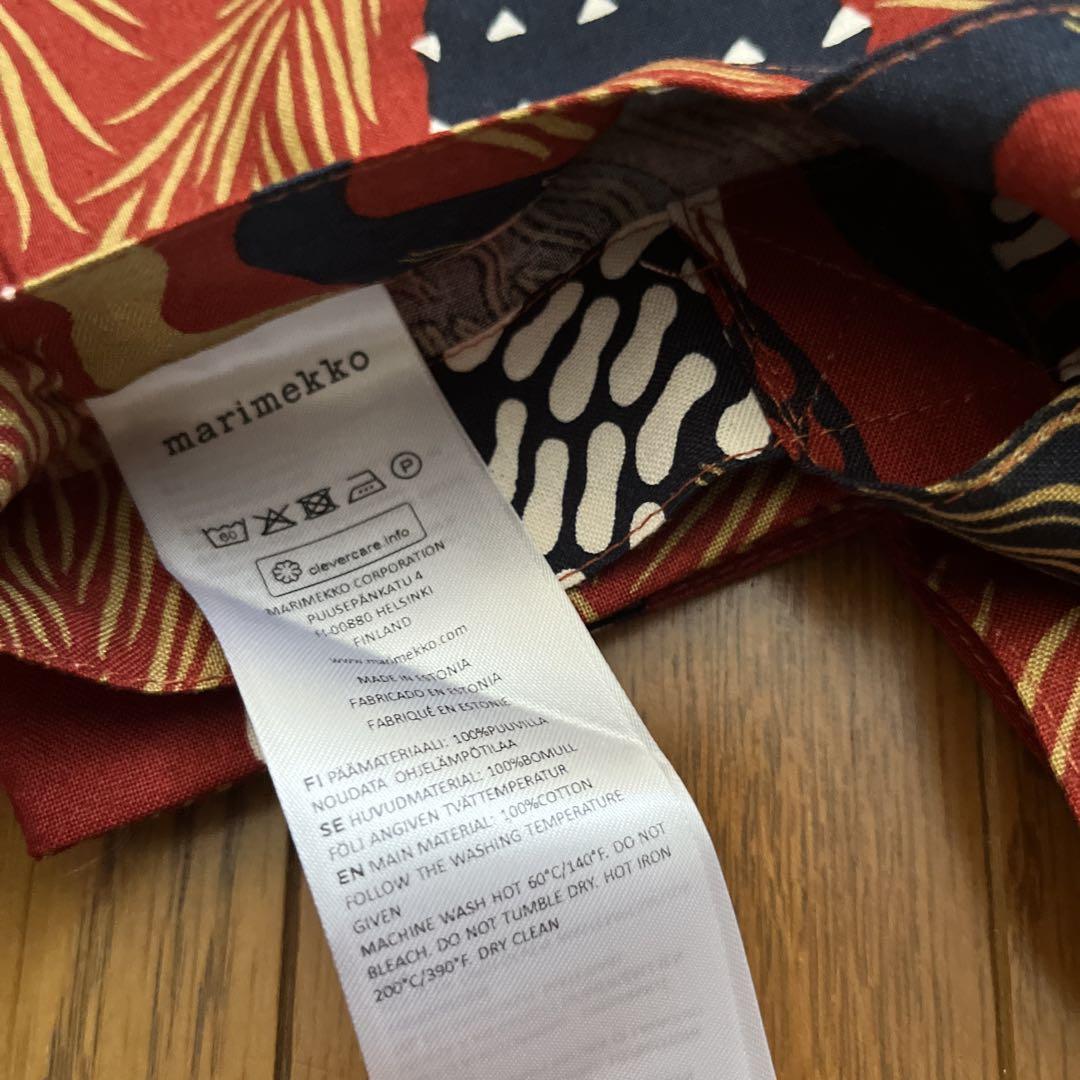 marimekko
60
P
clevercare.info
MARIMEKKO CORPORATION
PUUSEPÄNKATU 4
FI-00880 HELSINKI
FINLAND
www.marimekko.com
MADE IN ESTONIA
FABRICADO EN ESTONIA
FABRIQUÉ EN ESTONIE
FI PÄÄMATERIAALI: 100%PUUVILLA
NOUDATA OHJELÄMPÖTILAA
SE HUVUDMATERIAL: 100%BOMULL
FÖLJ ANGIVEN TVÄTTEMPERATUR
EN MAIN MATERIAL: 100%COTTON
FOLLOW THE WASHING TEMPERATURE
GIVEN
MACHINE WASH HOT 60°C/140°F. DO NOT
BLEACH. DO NOT TUMBLE DRY. HOT IRON
200°C/390°F. DRY CLEAN